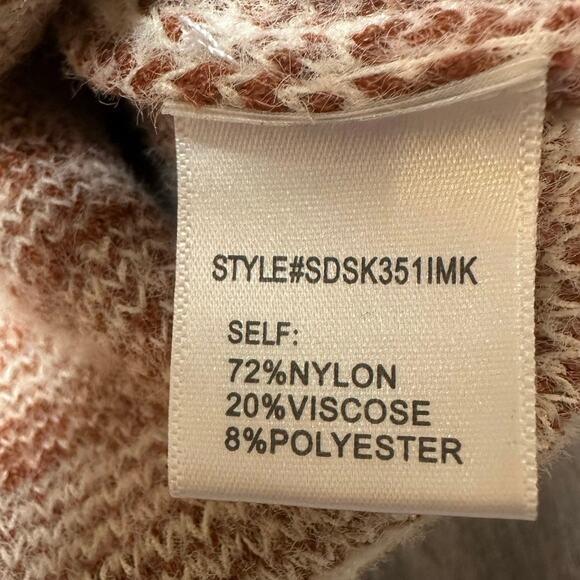 STYLE#SDSK351IMK
SELF:
72%NYLON
20%VISCOSE
8%POLYESTER